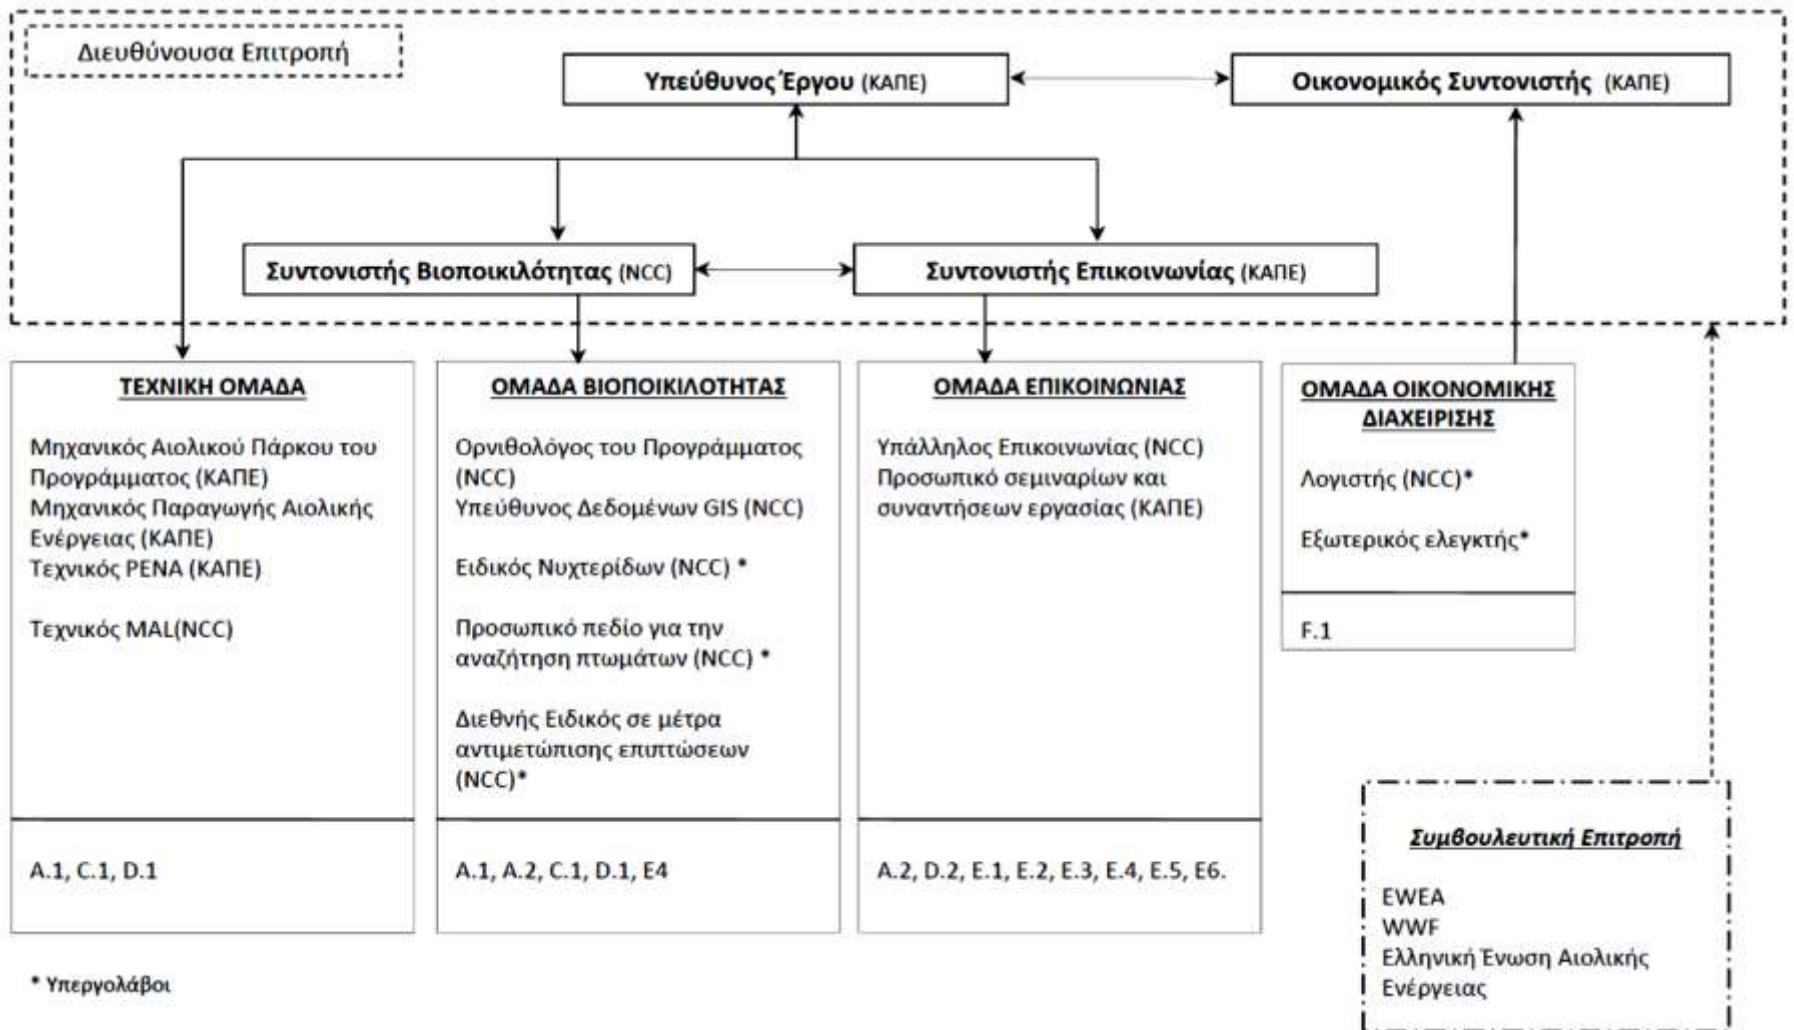 Διευθύνουσα Επιτροπή
Υπεύθυνος Έργου (ΚΑΠΕ)
Οικονομικός Συντονιστής (ΚΑΠΕ)
Συντονιστής Βιοποικιλότητας (NCC)
Συντονιστής Επικοινωνίας (ΚΑΠΕ)
ΤΕΧΝΙΚΗ ΟΜΑΔΑ
Μηχανικός Αιολικού Πάρκου του
Προγράμματος (ΚΑΠΕ)
Μηχανικός Παραγωγής Αιολικής
Ενέργειας (ΚΑΠΕ)
Τεχνικός PENA (ΚΑΠΕ)
Τεχνικός MAL(NCC)
A.1, C.1, D.1
ΟΜΑΔΑ ΒΙΟΠΟΙΚΙΛΟΤΗΤΑΣ
Ορνιθολόγος του Προγράμματος
(NCC)
Υπεύθυνος Δεδομένων GIS (NCC)
Ειδικός Νυχτερίδων (NCC) *
Προσωπικό πεδίο για την
αναζήτηση πτωμάτων (NCC) *
Διεθνής Ειδικός σε μέτρα
αντιμετώπισης επιπτώσεων
(NCC)*
A.1, A.2, C.1, D.1, E4
ΟΜΑΔΑ ΕΠΙΚΟΙΝΩΝΙΑΣ
Υπάλληλος Επικοινωνίας (NCC)
Προσωπικό σεμιναρίων και
συναντήσεων εργασίας (ΚΑΠΕ)
A.2, D.2, E.1, E.2, E.3, E.4, E.5, E6.
ΟΜΑΔΑ ΟΙΚΟΝΟΜΙΚΗΣ
ΔΙΑΧΕΙΡΙΣΗΣ
Λογιστής (NCC)*
Εξωτερικός ελεγκτής*
F.1
Συμβουλευτική Επιτροπή
EWEA
WWF
Ελληνική Ένωση Αιολικής
Ενέργειας
* Υπεργολάβοι